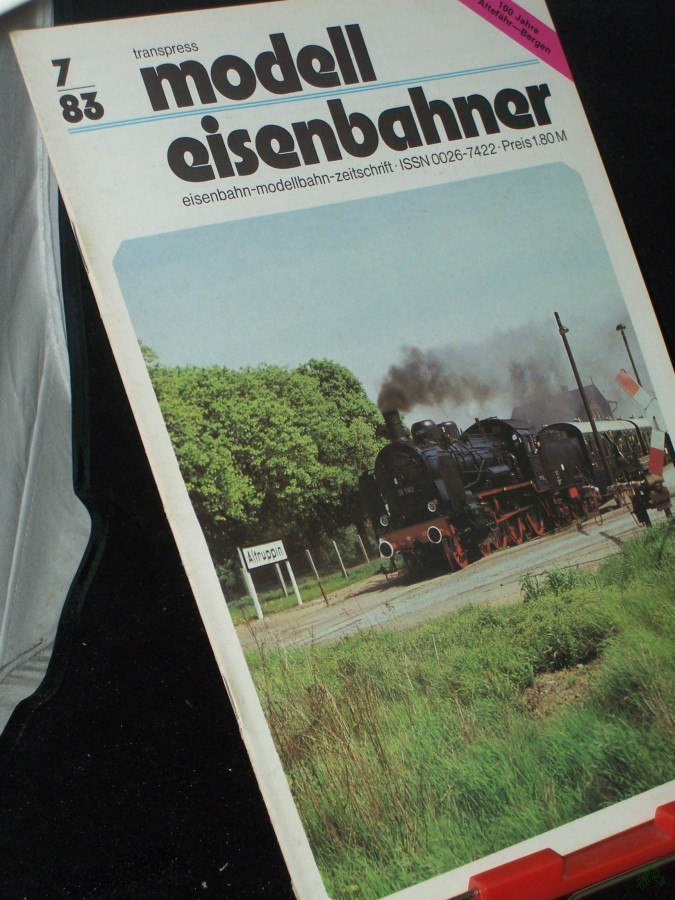 100 Jahre
Altefähr—Bergen
transpress
7
83
modell
eisenbahner
eisenbahn-modellbahn-zeitschrift · ISSN 0026-7422 · Preis 1.80 M
Altruppin